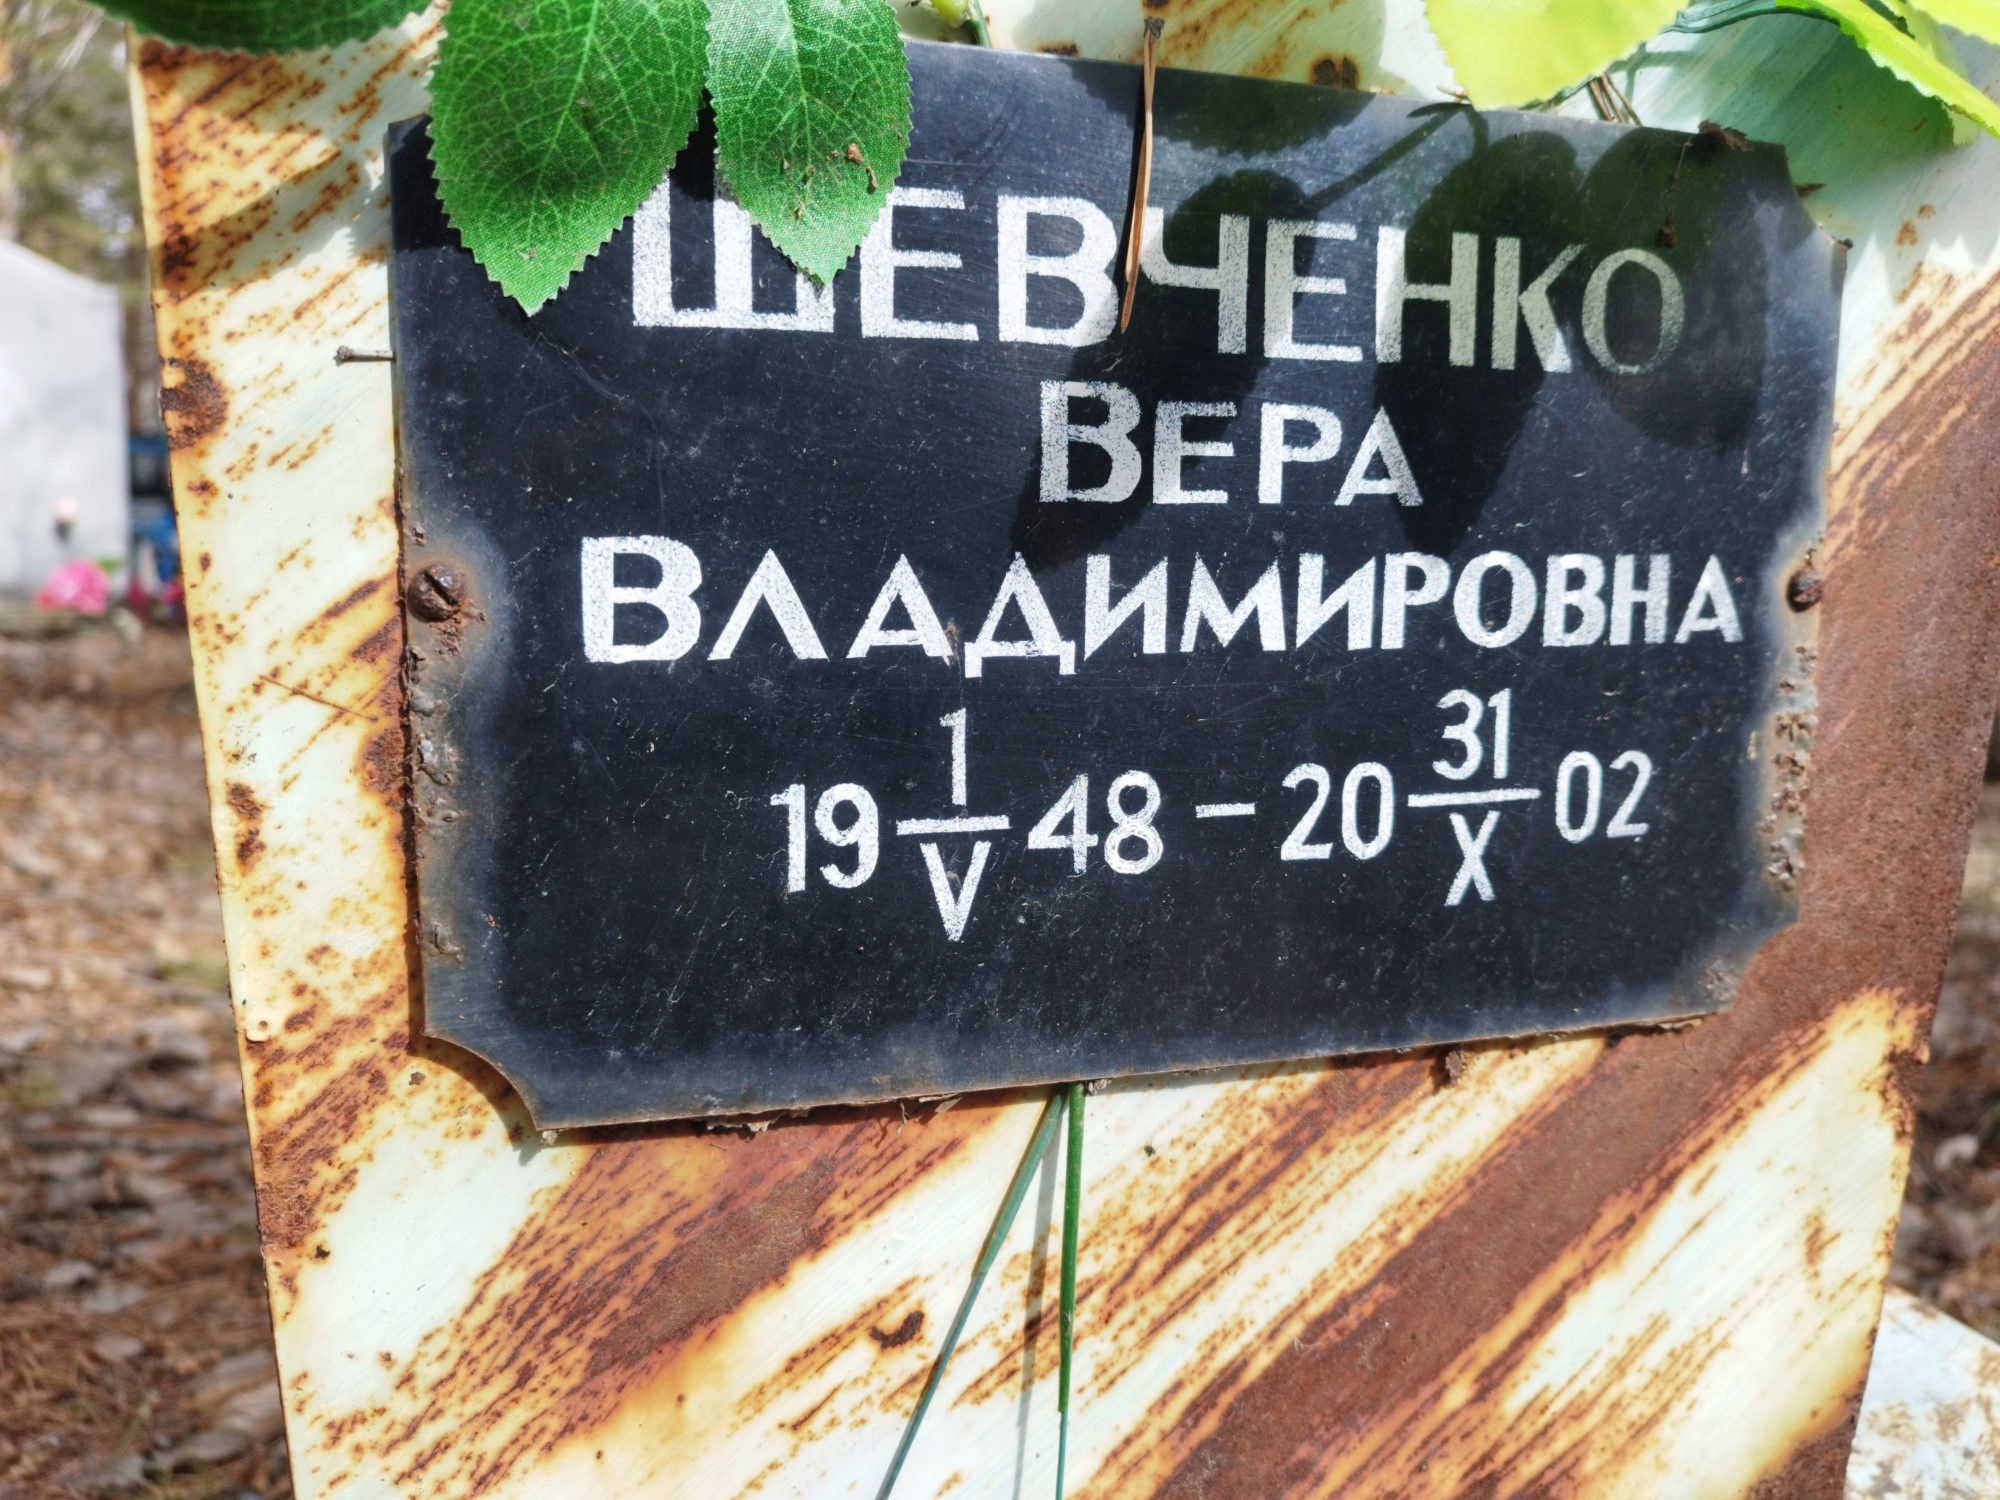 ШЕВЧЕНКО
ВЕРА
ВЛАДИМИРОВНА
19 1/V 48 – 20 31/X 02